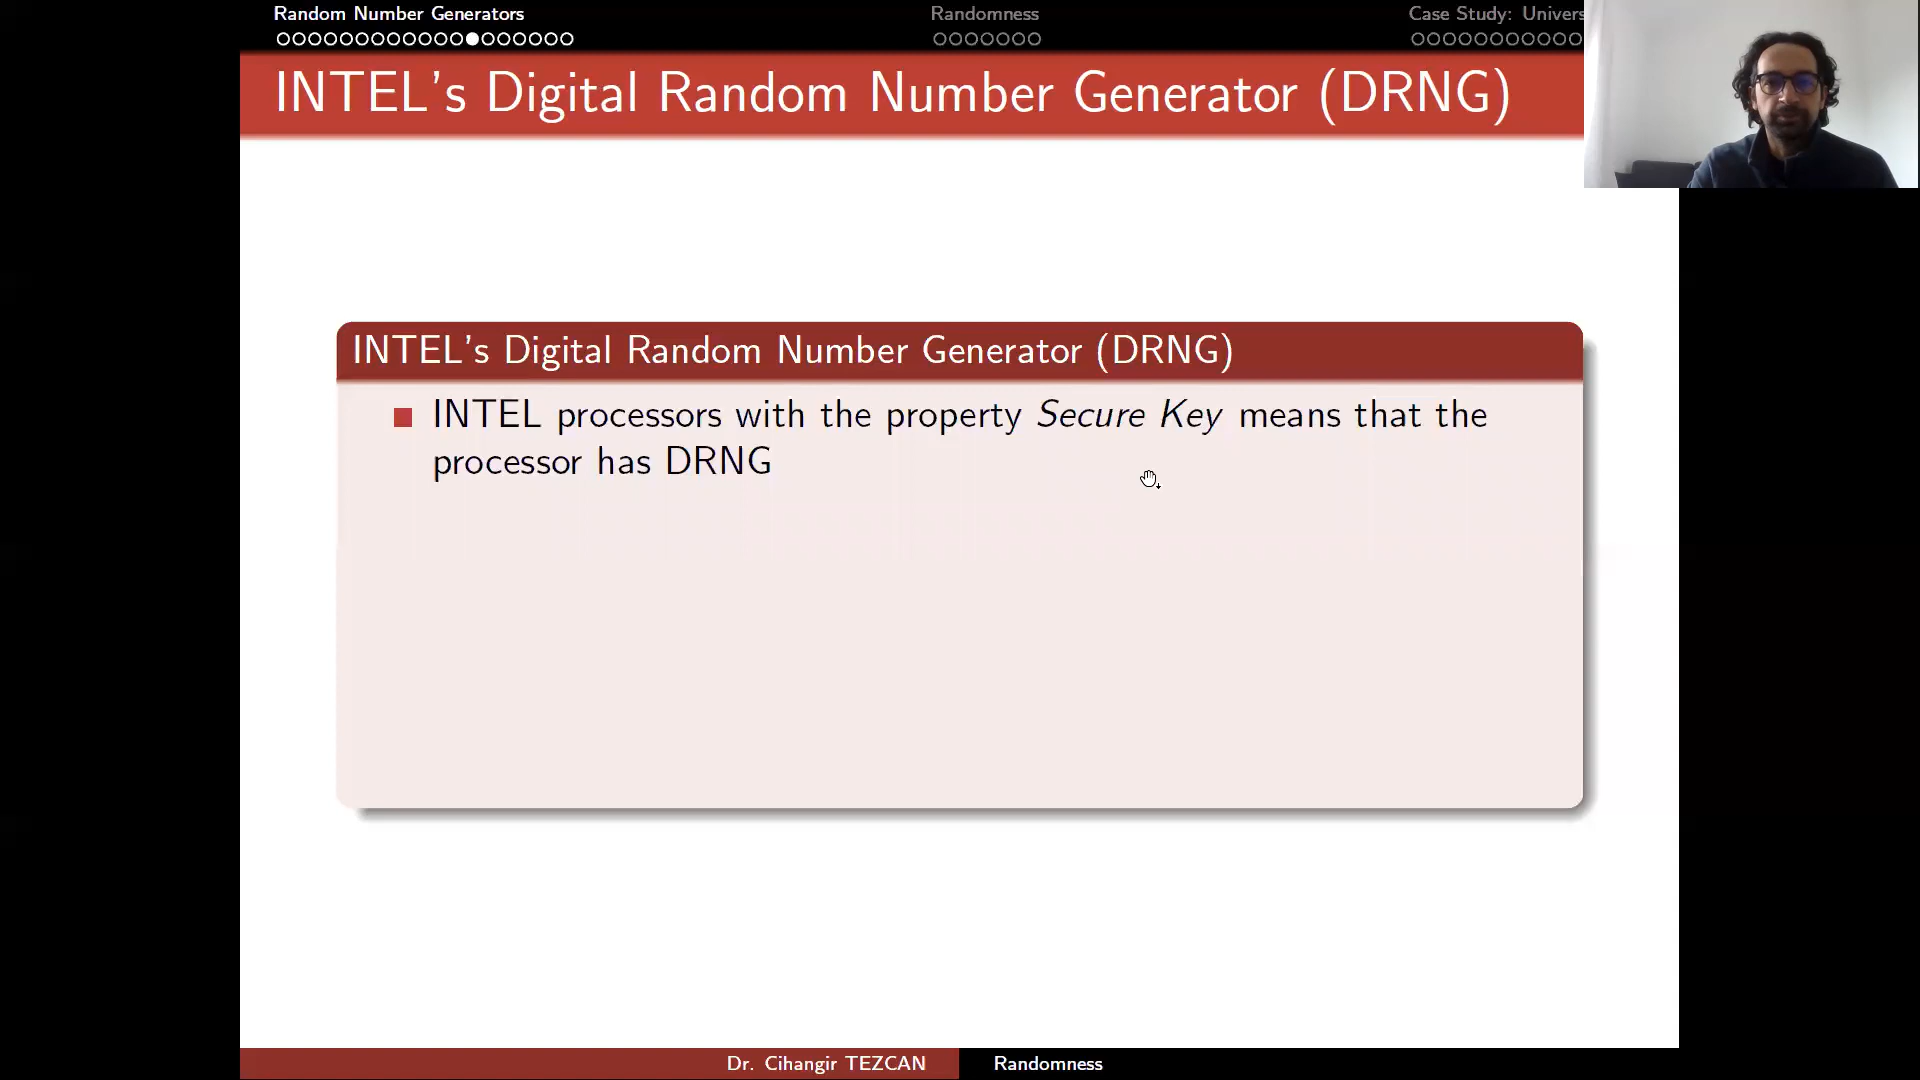 Random Number Generators
Randomness
Case Study: Univers
INTEL's Digital Random Number Generator (DRNG)
INTEL's Digital Random Number Generator (DRNG)
INTEL processors with the property Secure Key means that the
processor has DRNG
Dr. Cihangir TEZCAN
Randomness